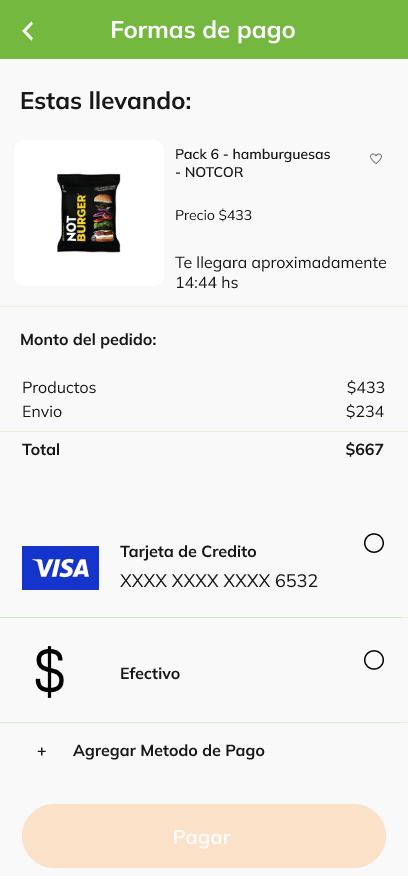 Formas de pago
Estas llevando:
Pack 6 - hamburguesas
- NOTCOR
NOT
BURGER
Precio $433
Te llegara aproximadamente
14:44 hs
Monto del pedido:
Productos $433
Envio $234
Total $667
VISA
Tarjeta de Credito
XXXX XXXX XXXX 6532
$
Efectivo
+ Agregar Metodo de Pago
Pagar